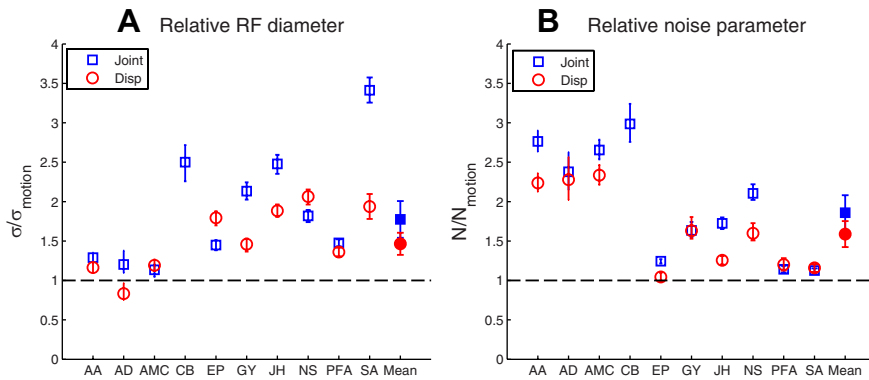 A Relative RF diameter
4
3.5
3
2.5
2
1.5
1
0.5
0
σ/σmotion
Joint
Disp
AA AD AMC CB EP GY JH NS PFA SA Mean
B Relative noise parameter
4
3.5
3
2.5
2
1.5
1
0.5
0
N/Nmotion
Joint
Disp
AA AD AMC CB EP GY JH NS PFA SA Mean